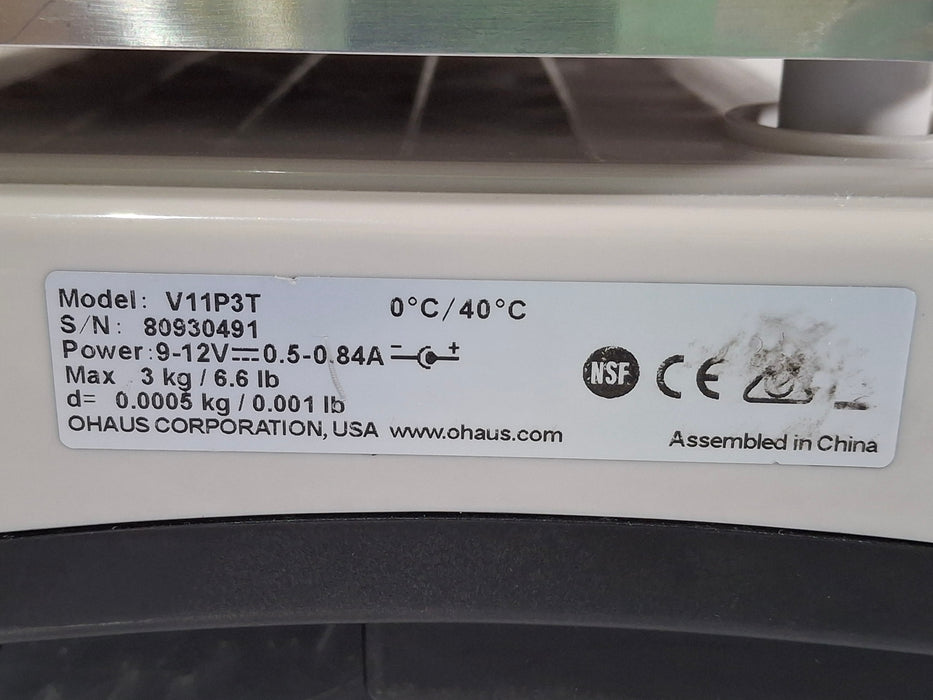 Model: V11P3T 0°C/40°C
S/N: 80930491
Power:9-12V⎓0.5-0.84A - +
Max 3 kg / 6.6 lb
d= 0.0005 kg / 0.001 lb
OHAUS CORPORATION, USA www.ohaus.com
NSF CE
Assembled in China